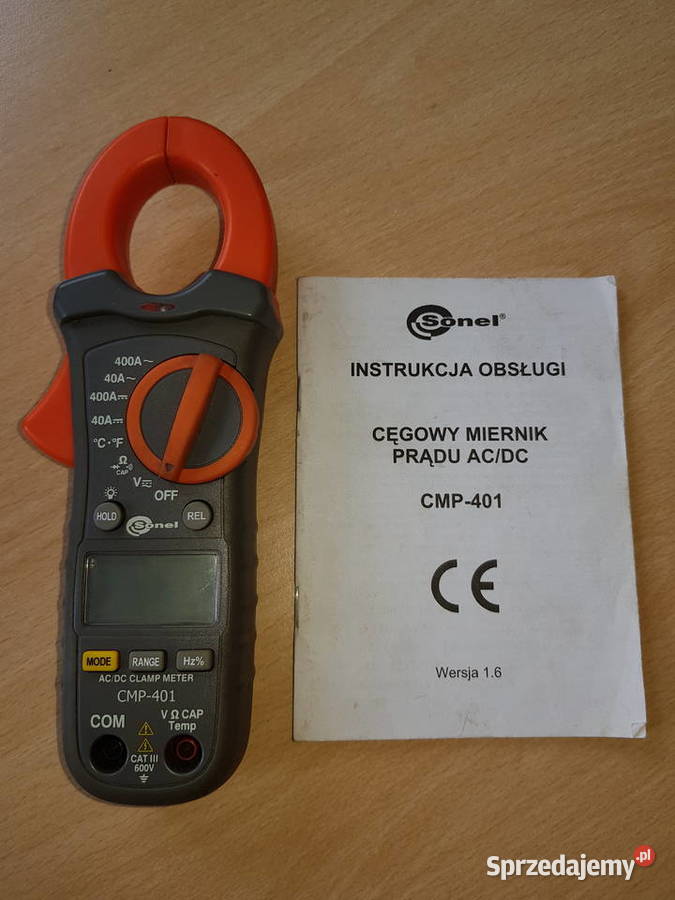 400A~
40A~
400A⎓
40A⎓
°C·°F
Ω
CAP
V
OFF
HOLD
Sonel
REL
MODE
RANGE
Hz%
AC/DC CLAMP METER
CMP-401
COM
V Ω CAP
Temp
CAT III
600V
Sonel®
INSTRUKCJA OBSŁUGI
CĘGOWY MIERNIK
PRĄDU AC/DC
CMP-401
CE
Wersja 1.6
Sprzedajemy.pl